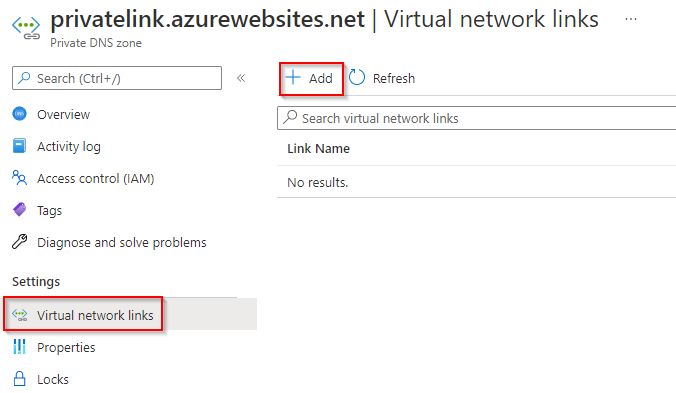 privatelink.azurewebsites.net | Virtual network links ...
Private DNS zone
Search (Ctrl+/) «
Add Refresh
Overview
Activity log
Access control (IAM)
Tags
Diagnose and solve problems
Settings
Virtual network links
Properties
Locks
Search virtual network links
Link Name
No results.